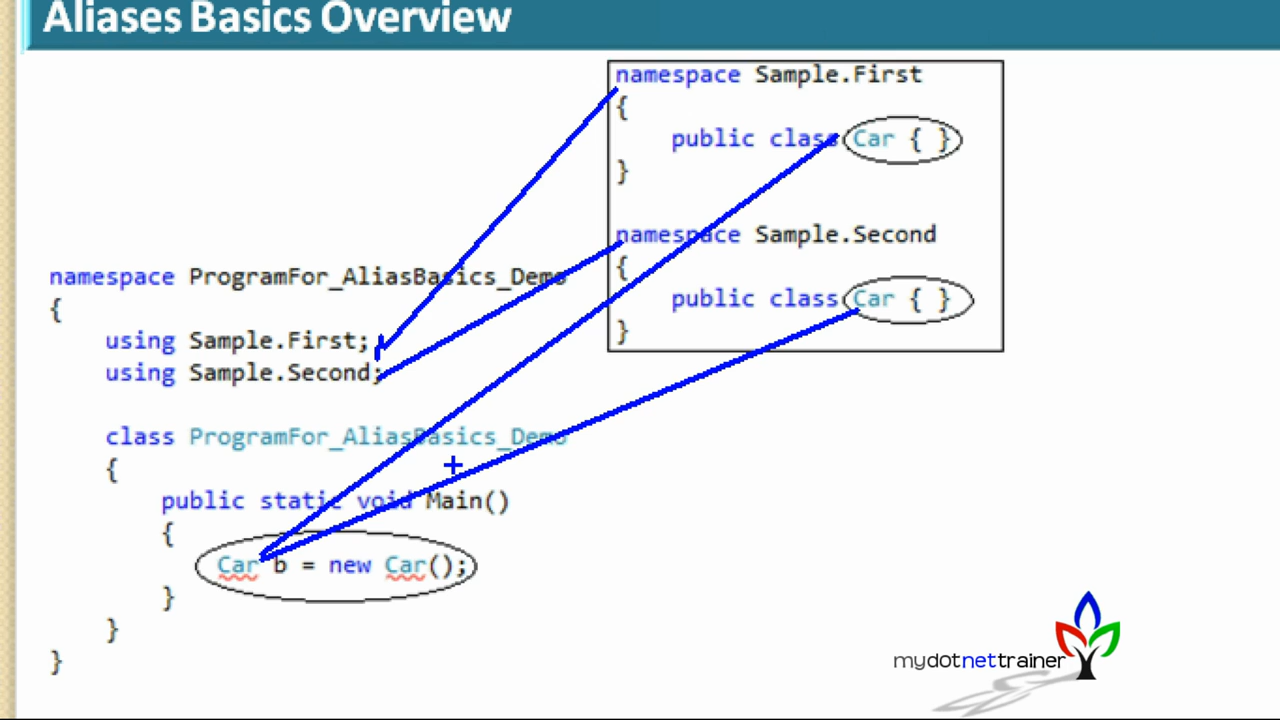 Aliases Basics Overview
namespace Sample.First
{
public class Car { }
}
namespace Sample.Second
{
public class Car { }
}
namespace ProgramFor_AliasBasics_Demo
{
using Sample.First;
using Sample.Second;
class ProgramFor_AliasBasics_Demo
{
public static void Main()
{
Car b = new Car();
}
}
}
mydotnettrainer